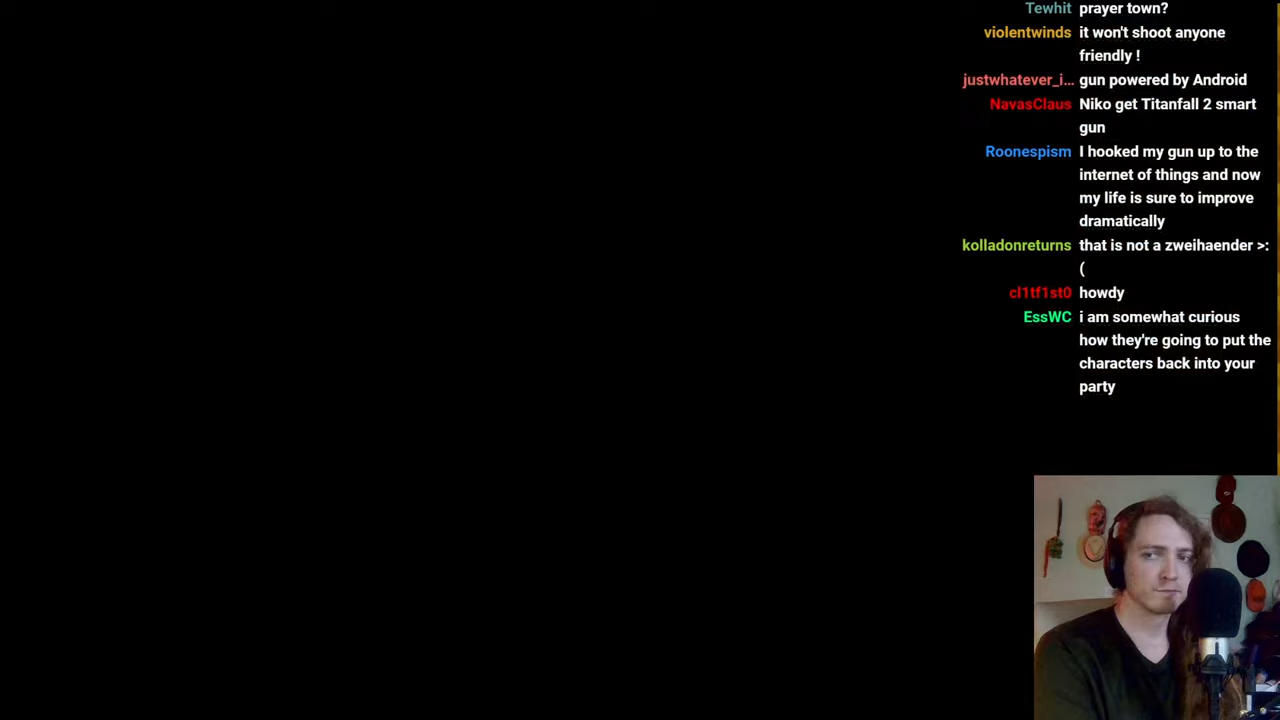 Tewhit prayer town?
violentwinds it won't shoot anyone
friendly !
justwhatever_i... gun powered by Android
NavasClaus Niko get Titanfall 2 smart
gun
Roonespism I hooked my gun up to the
internet of things and now
my life is sure to improve
dramatically
kolladonreturns that is not a zweihaender >:
(
cl1tf1st0 howdy
EssWC i am somewhat curious
how they're going to put the
characters back into your
party